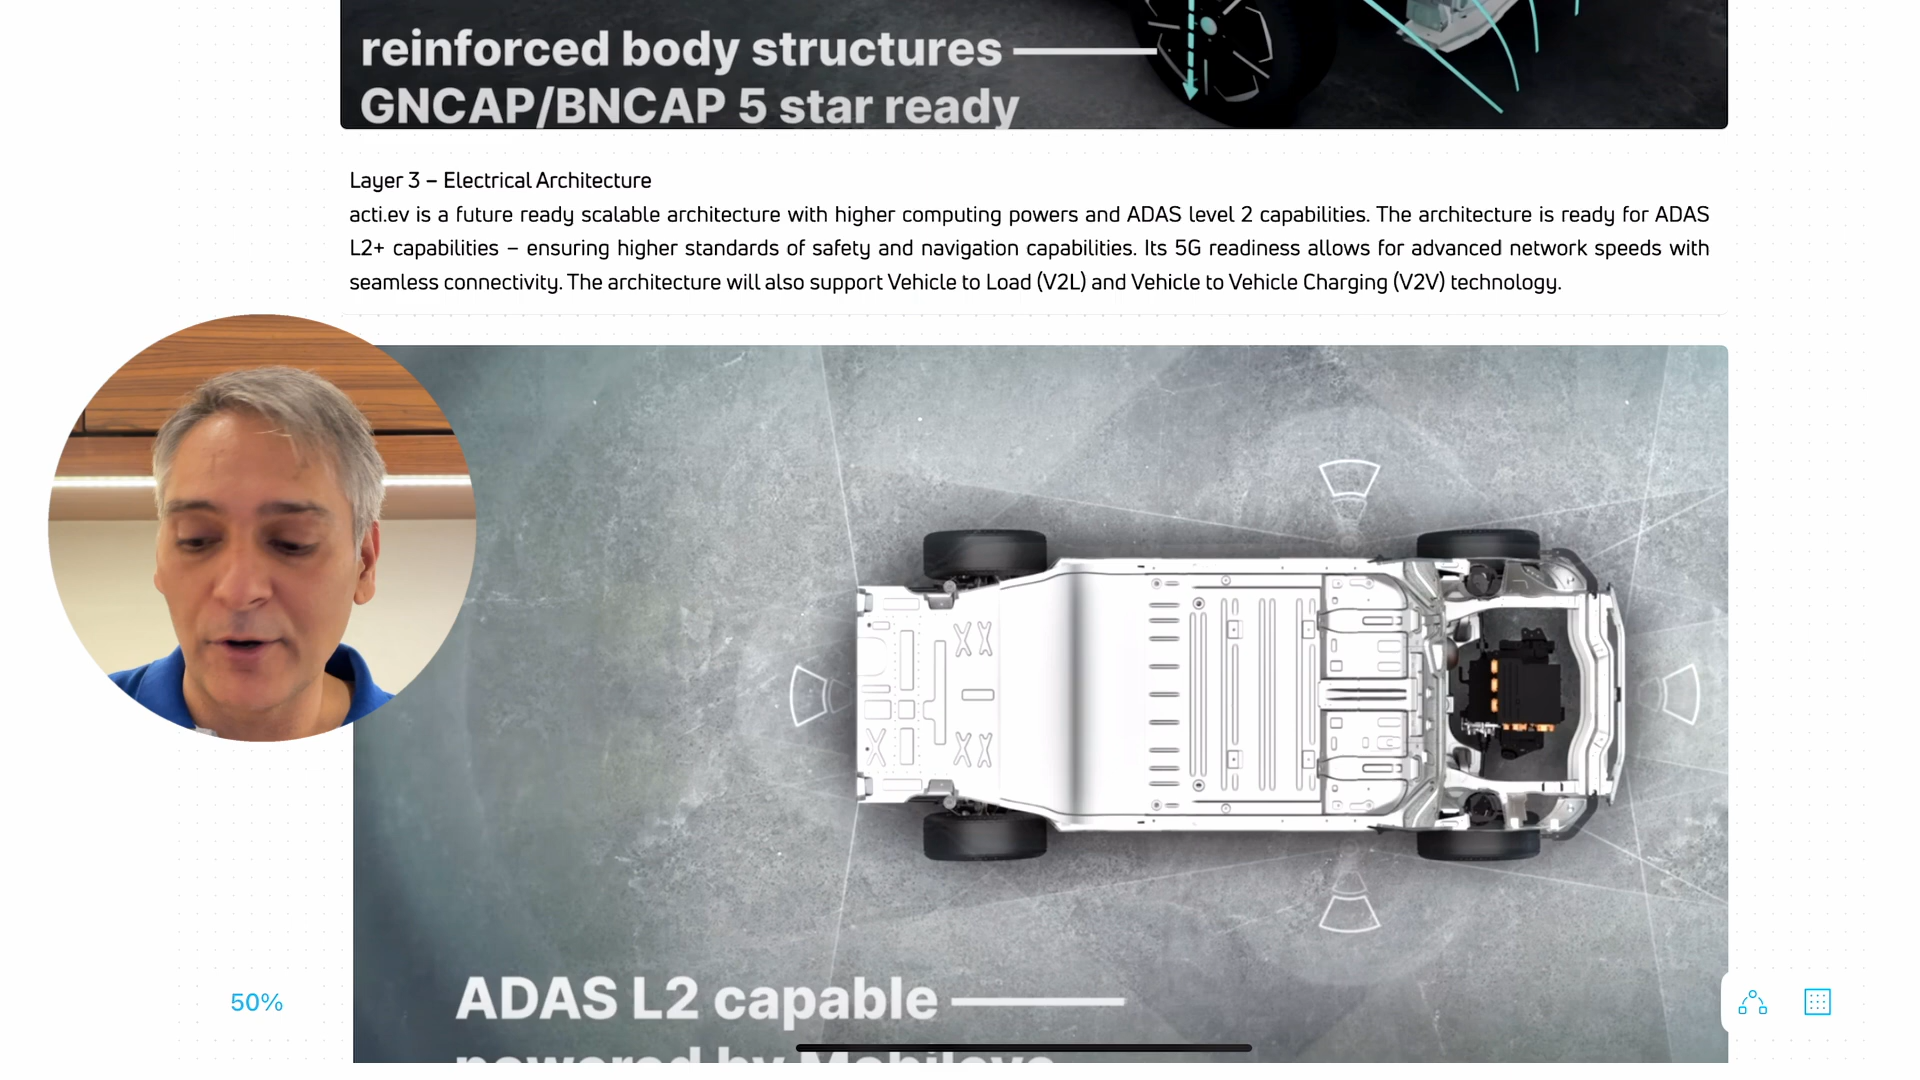 reinforced body structures
GNCAP/BNCAP 5 star ready
Layer 3 – Electrical Architecture
acti.ev is a future ready scalable architecture with higher computing powers and ADAS level 2 capabilities. The architecture is ready for ADAS
L2+ capabilities – ensuring higher standards of safety and navigation capabilities. Its 5G readiness allows for advanced network speeds with
seamless connectivity. The architecture will also support Vehicle to Load (V2L) and Vehicle to Vehicle Charging (V2V) technology.
ADAS L2 capable
powered by Mobileye
50%